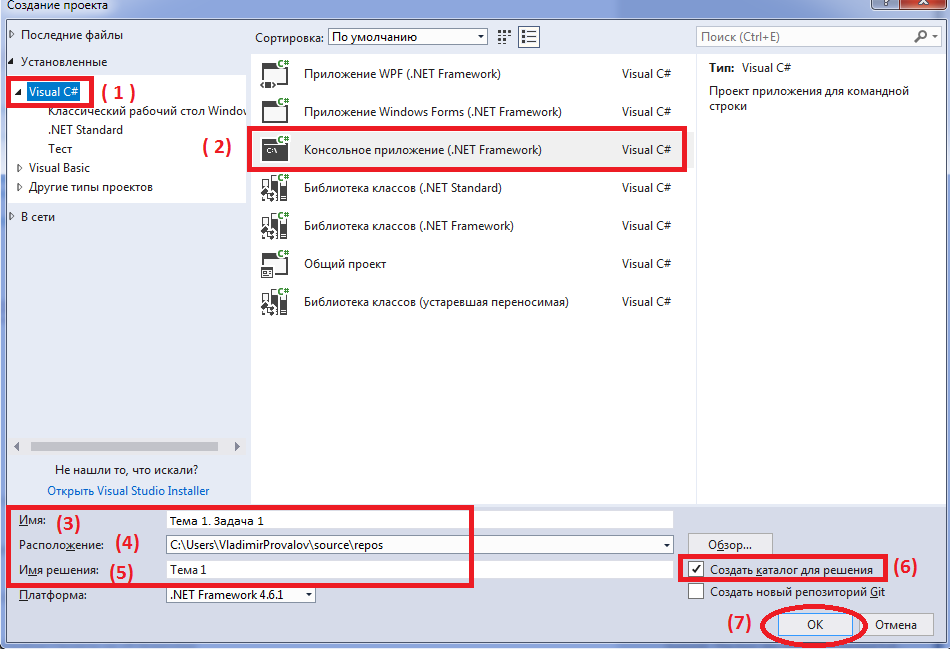 Создание проекта
Последние файлы
Установленные
Visual C# ( 1 )
Классический рабочий стол Window
.NET Standard
Тест
Visual Basic
Другие типы проектов
В сети
Не нашли то, что искали?
Открыть Visual Studio Installer
Сортировка: По умолчанию
Приложение WPF (.NET Framework) Visual C#
Приложение Windows Forms (.NET Framework) Visual C#
( 2) Консольное приложение (.NET Framework) Visual C#
Библиотека классов (.NET Standard) Visual C#
Библиотека классов (.NET Framework) Visual C#
Общий проект Visual C#
Библиотека классов (устаревшая переносимая) Visual C#
Поиск (Ctrl+E)
Тип: Visual C#
Проект приложения для командной
строки
Имя: (3) Тема 1. Задача 1
Расположение: (4) C:\Users\VladimirProvalov\source\repos Обзор...
Имя решения: (5) Тема 1
Создать каталог для решения (6)
Платформа: .NET Framework 4.6.1
Создать новый репозиторий Git
(7) ОК Отмена